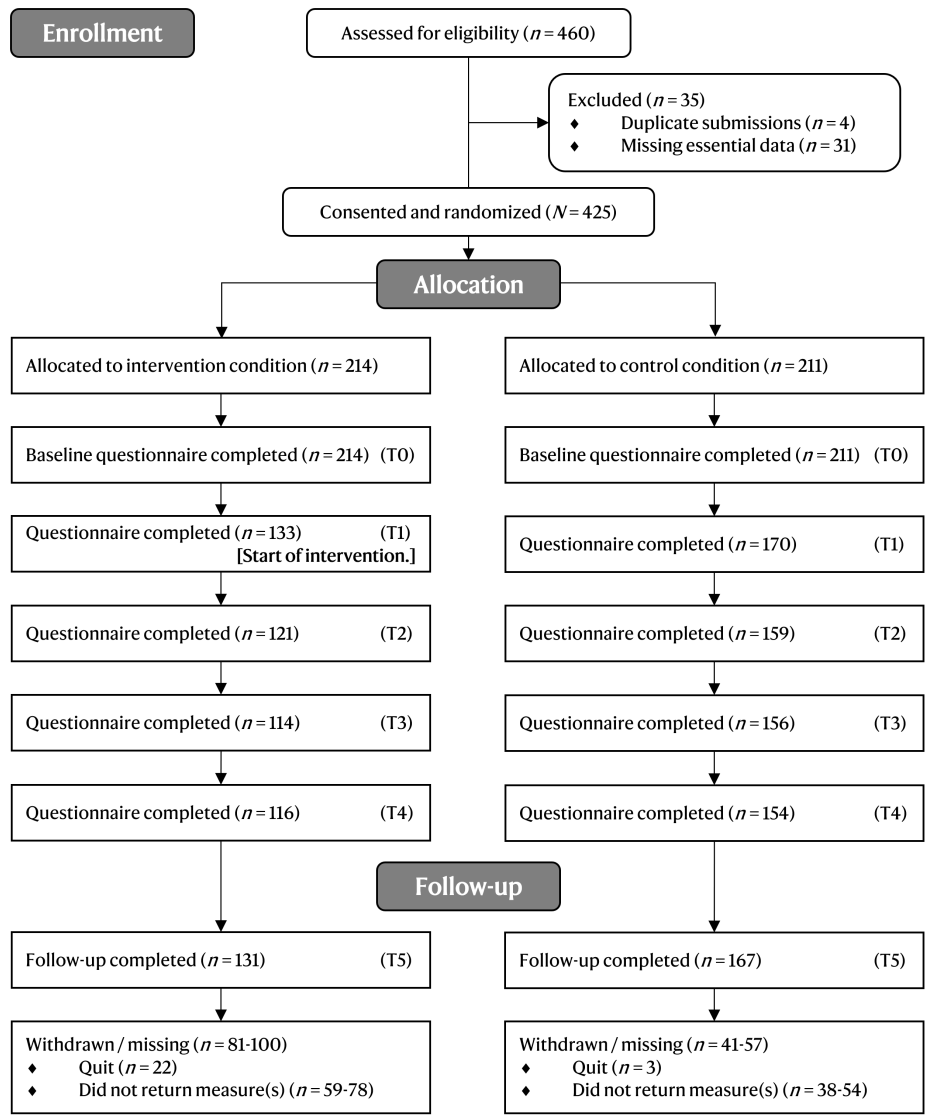 Enrollment
Assessed for eligibility (n = 460)
Excluded (n = 35)
♦ Duplicate submissions (n = 4)
♦ Missing essential data (n = 31)
Consented and randomized (N = 425)
Allocation
Allocated to intervention condition (n = 214)
Baseline questionnaire completed (n = 214) (T0)
Questionnaire completed (n = 133) (T1)
[Start of intervention.]
Questionnaire completed (n = 121) (T2)
Questionnaire completed (n = 114) (T3)
Questionnaire completed (n = 116) (T4)
Allocated to control condition (n = 211)
Baseline questionnaire completed (n = 211) (T0)
Questionnaire completed (n = 170) (T1)
Questionnaire completed (n = 159) (T2)
Questionnaire completed (n = 156) (T3)
Questionnaire completed (n = 154) (T4)
Follow-up
Follow-up completed (n = 131) (T5)
Withdrawn / missing (n = 81-100)
♦ Quit (n = 22)
♦ Did not return measure(s) (n = 59-78)
Follow-up completed (n = 167) (T5)
Withdrawn / missing (n = 41-57)
♦ Quit (n = 3)
♦ Did not return measure(s) (n = 38-54)